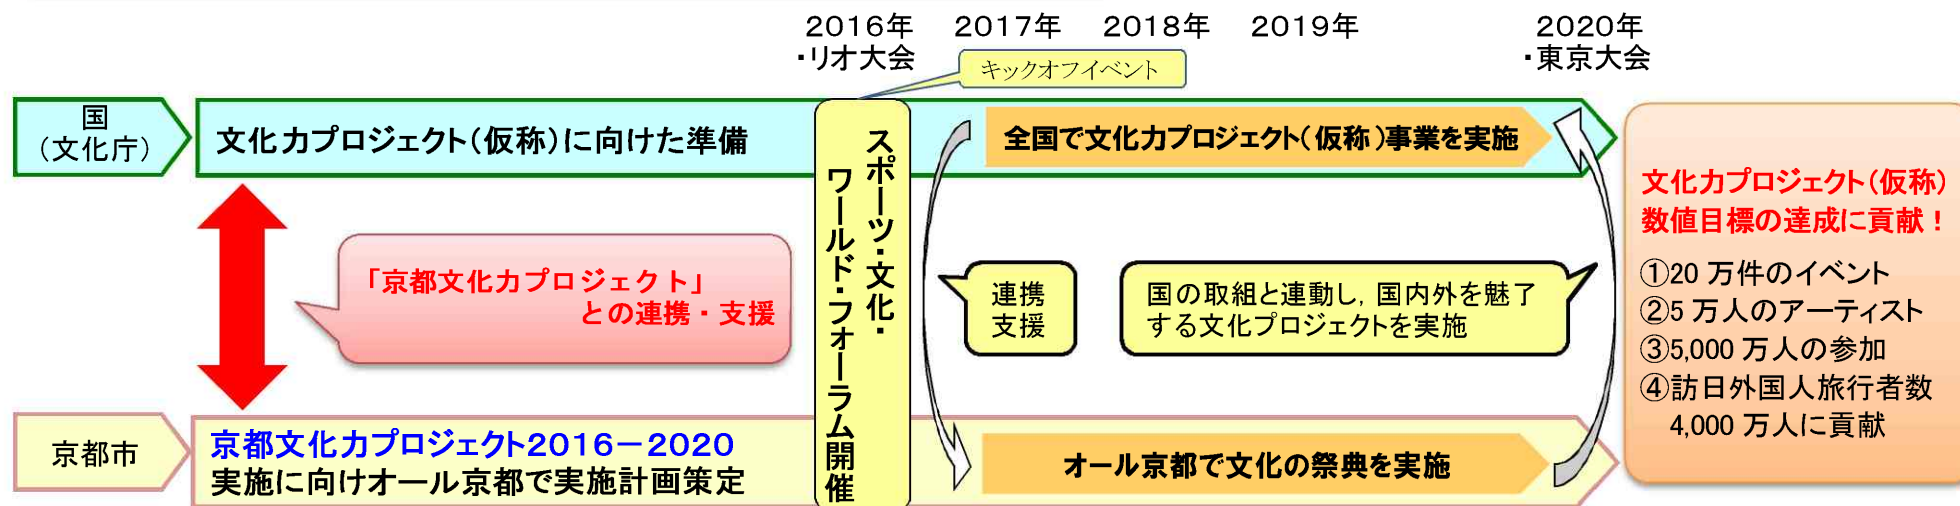 2016年
・リオ大会
2017年
2018年
2019年
2020年
・東京大会
キックオフイベント
国
(文化庁)
文化力プロジェクト(仮称)に向けた準備
スポーツ・文化・
ワールド・フォーラム開催
全国で文化力プロジェクト(仮称)事業を実施
「京都文化力プロジェクト」
との連携・支援
連携
支援
国の取組と連動し,国内外を魅了
する文化プロジェクトを実施
京都市
京都文化力プロジェクト2016-2020
実施に向けオール京都で実施計画策定
オール京都で文化の祭典を実施
文化力プロジェクト(仮称)
数値目標の達成に貢献!
①20万件のイベント
②5万人のアーティスト
③5,000万人の参加
④訪日外国人旅行者数
4,000万人に貢献